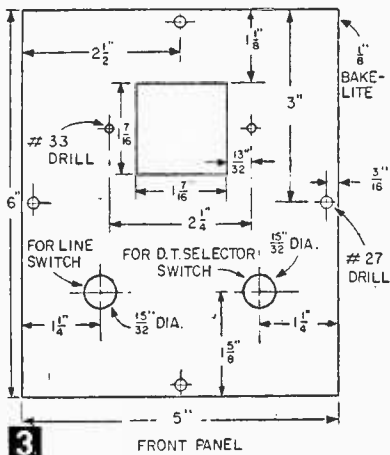 2 1/2"
1 1/8"
1/8"
BAKE-
LITE
3"
# 33
DRILL
1 7/16
13/32"
3/16"
1 7/16
2 1/4"
6"
FOR LINE
SWITCH
FOR D.T. SELECTOR
SWITCH
15/32" DIA.
# 27
DRILL
15/32" DIA.
1 1/4"
1 1/4"
1 5/8"
5"
3
FRONT PANEL